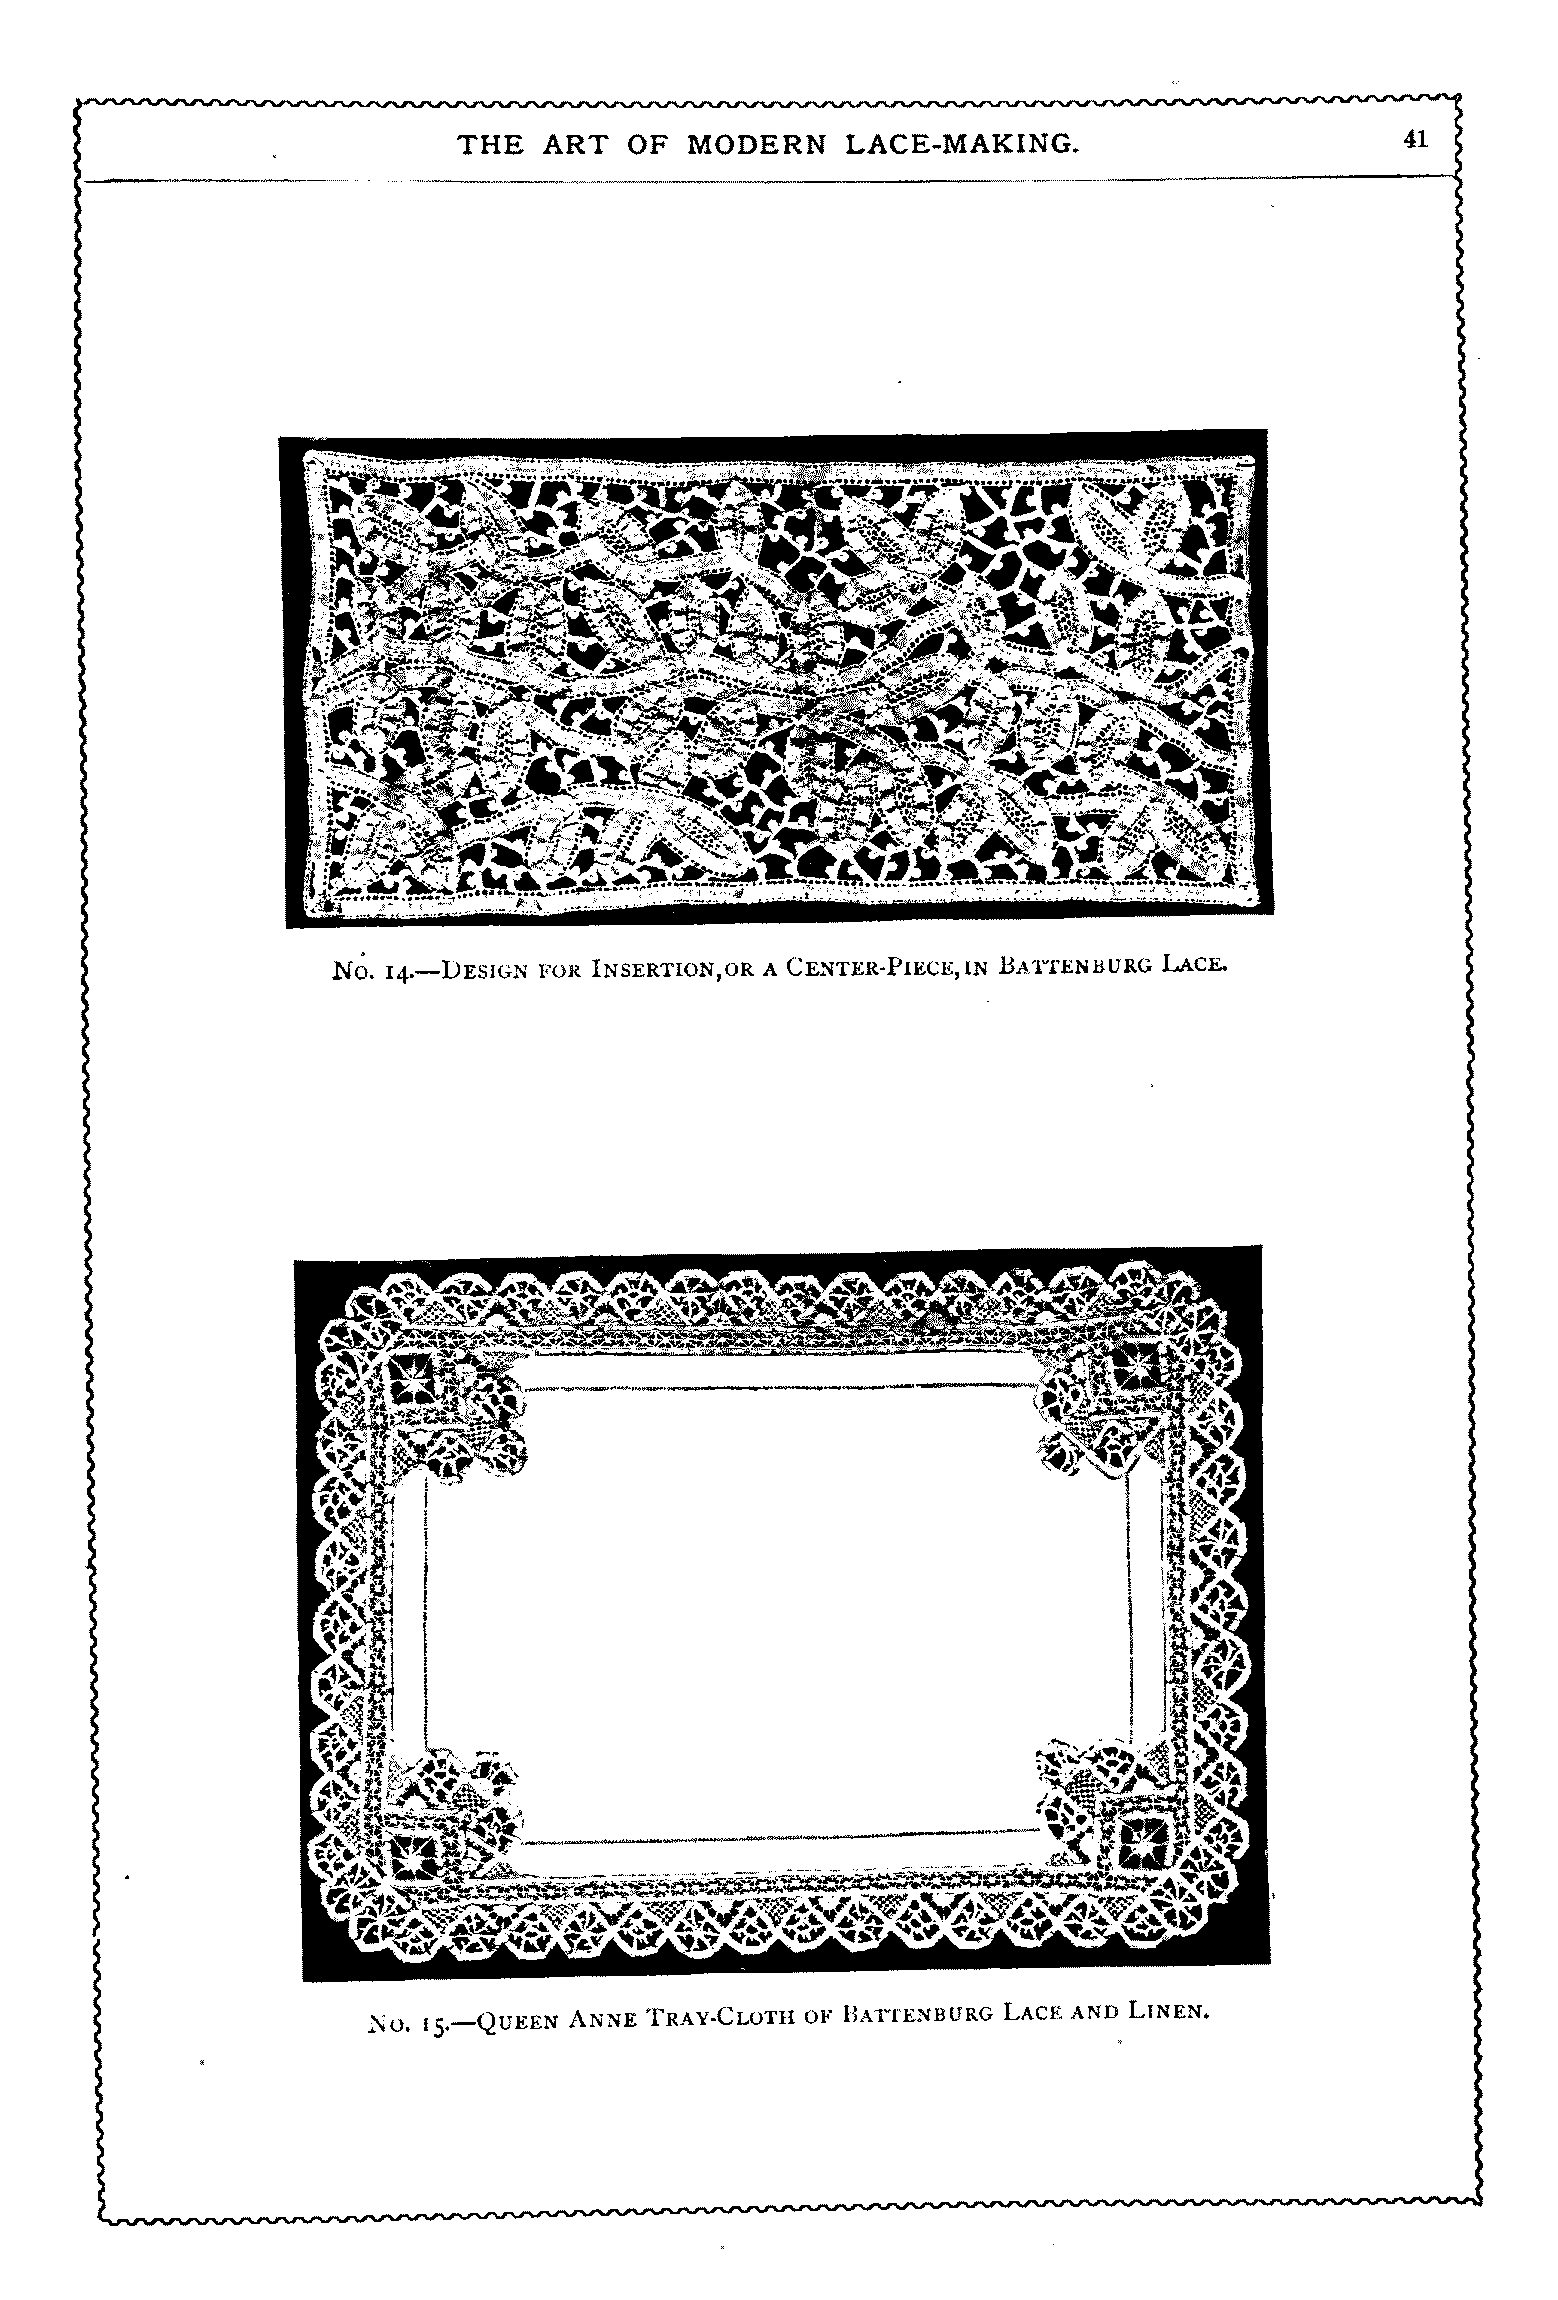 THE ART OF MODERN LACE-MAKING. 41
No. 14.—Design for Insertion, or a Center-Piece, in Battenburg Lace.
No. 15.—Queen Anne Tray-Cloth of Battenburg Lace and Linen.